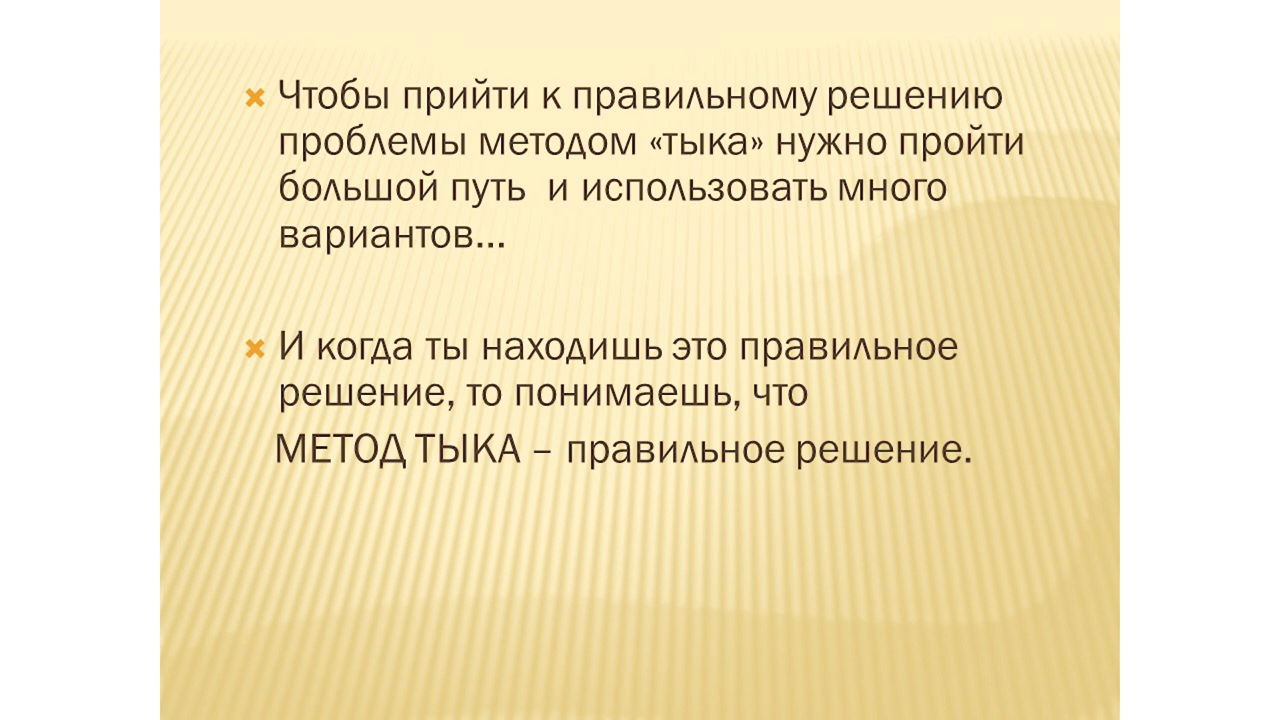 Чтобы прийти к правильному решению
проблемы методом «тыка» нужно пройти
большой путь  и использовать много
вариантов...
И когда ты находишь это правильное
решение, то понимаешь, что
МЕТОД ТЫКА – правильное решение.